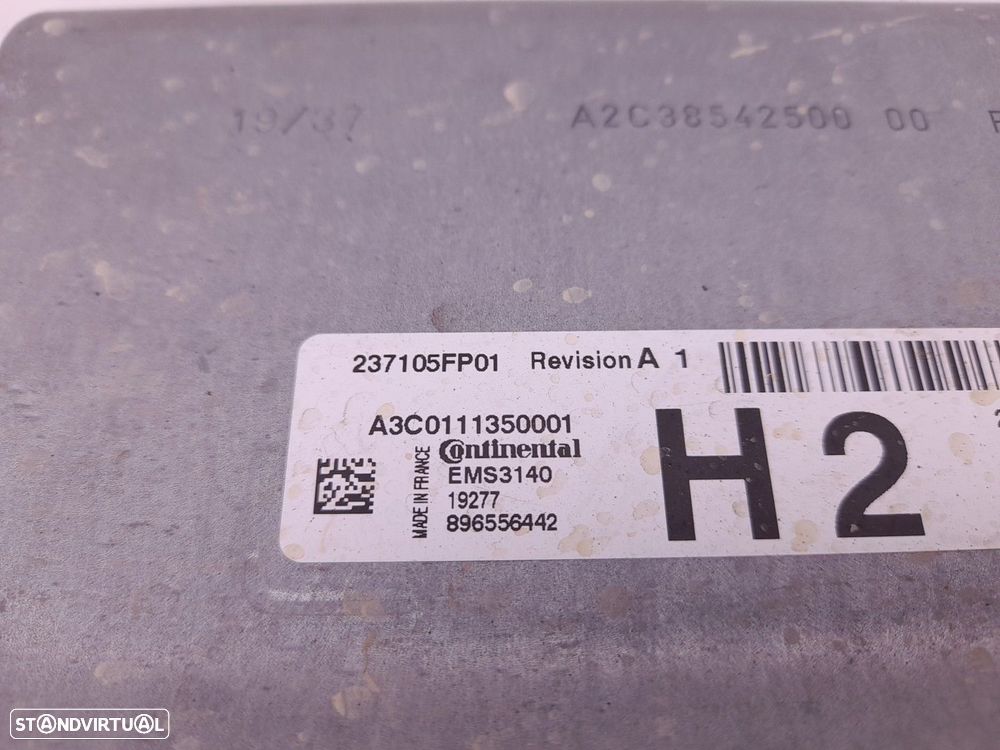 19/37 A2C38542500 00
237105FP01 Revision A 1
A3C0111350001
Continental
MADE IN FRANCE
EMS3140
19277
896556442
H2
STANDVIRTUAL